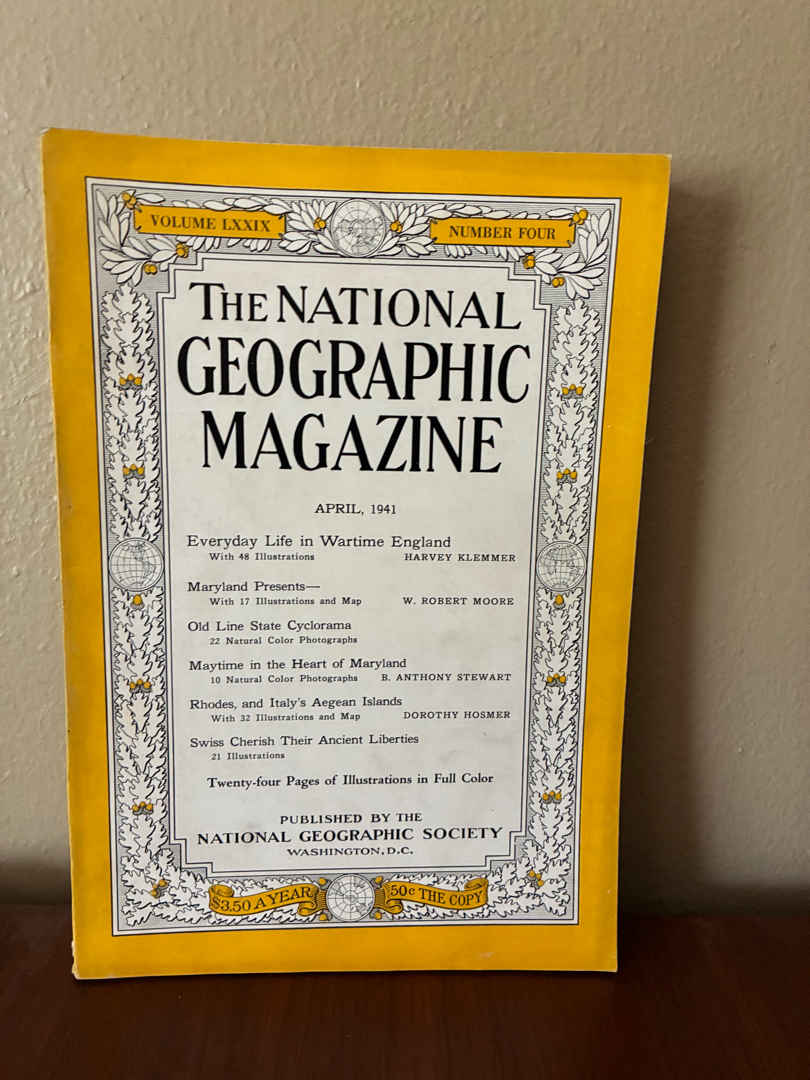 VOLUME LXXIX
NUMBER FOUR
THE NATIONAL
GEOGRAPHIC
MAGAZINE
APRIL, 1941
Everyday Life in Wartime England
With 48 Illustrations HARVEY KLEMMER
Maryland Presents—
With 17 Illustrations and Map W. ROBERT MOORE
Old Line State Cyclorama
22 Natural Color Photographs
Maytime in the Heart of Maryland
10 Natural Color Photographs B. ANTHONY STEWART
Rhodes, and Italy's Aegean Islands
With 32 Illustrations and Map DOROTHY HOSMER
Swiss Cherish Their Ancient Liberties
21 Illustrations
Twenty-four Pages of Illustrations in Full Color
PUBLISHED BY THE
NATIONAL GEOGRAPHIC SOCIETY
WASHINGTON, D.C.
$3.50 A YEAR
50c THE COPY